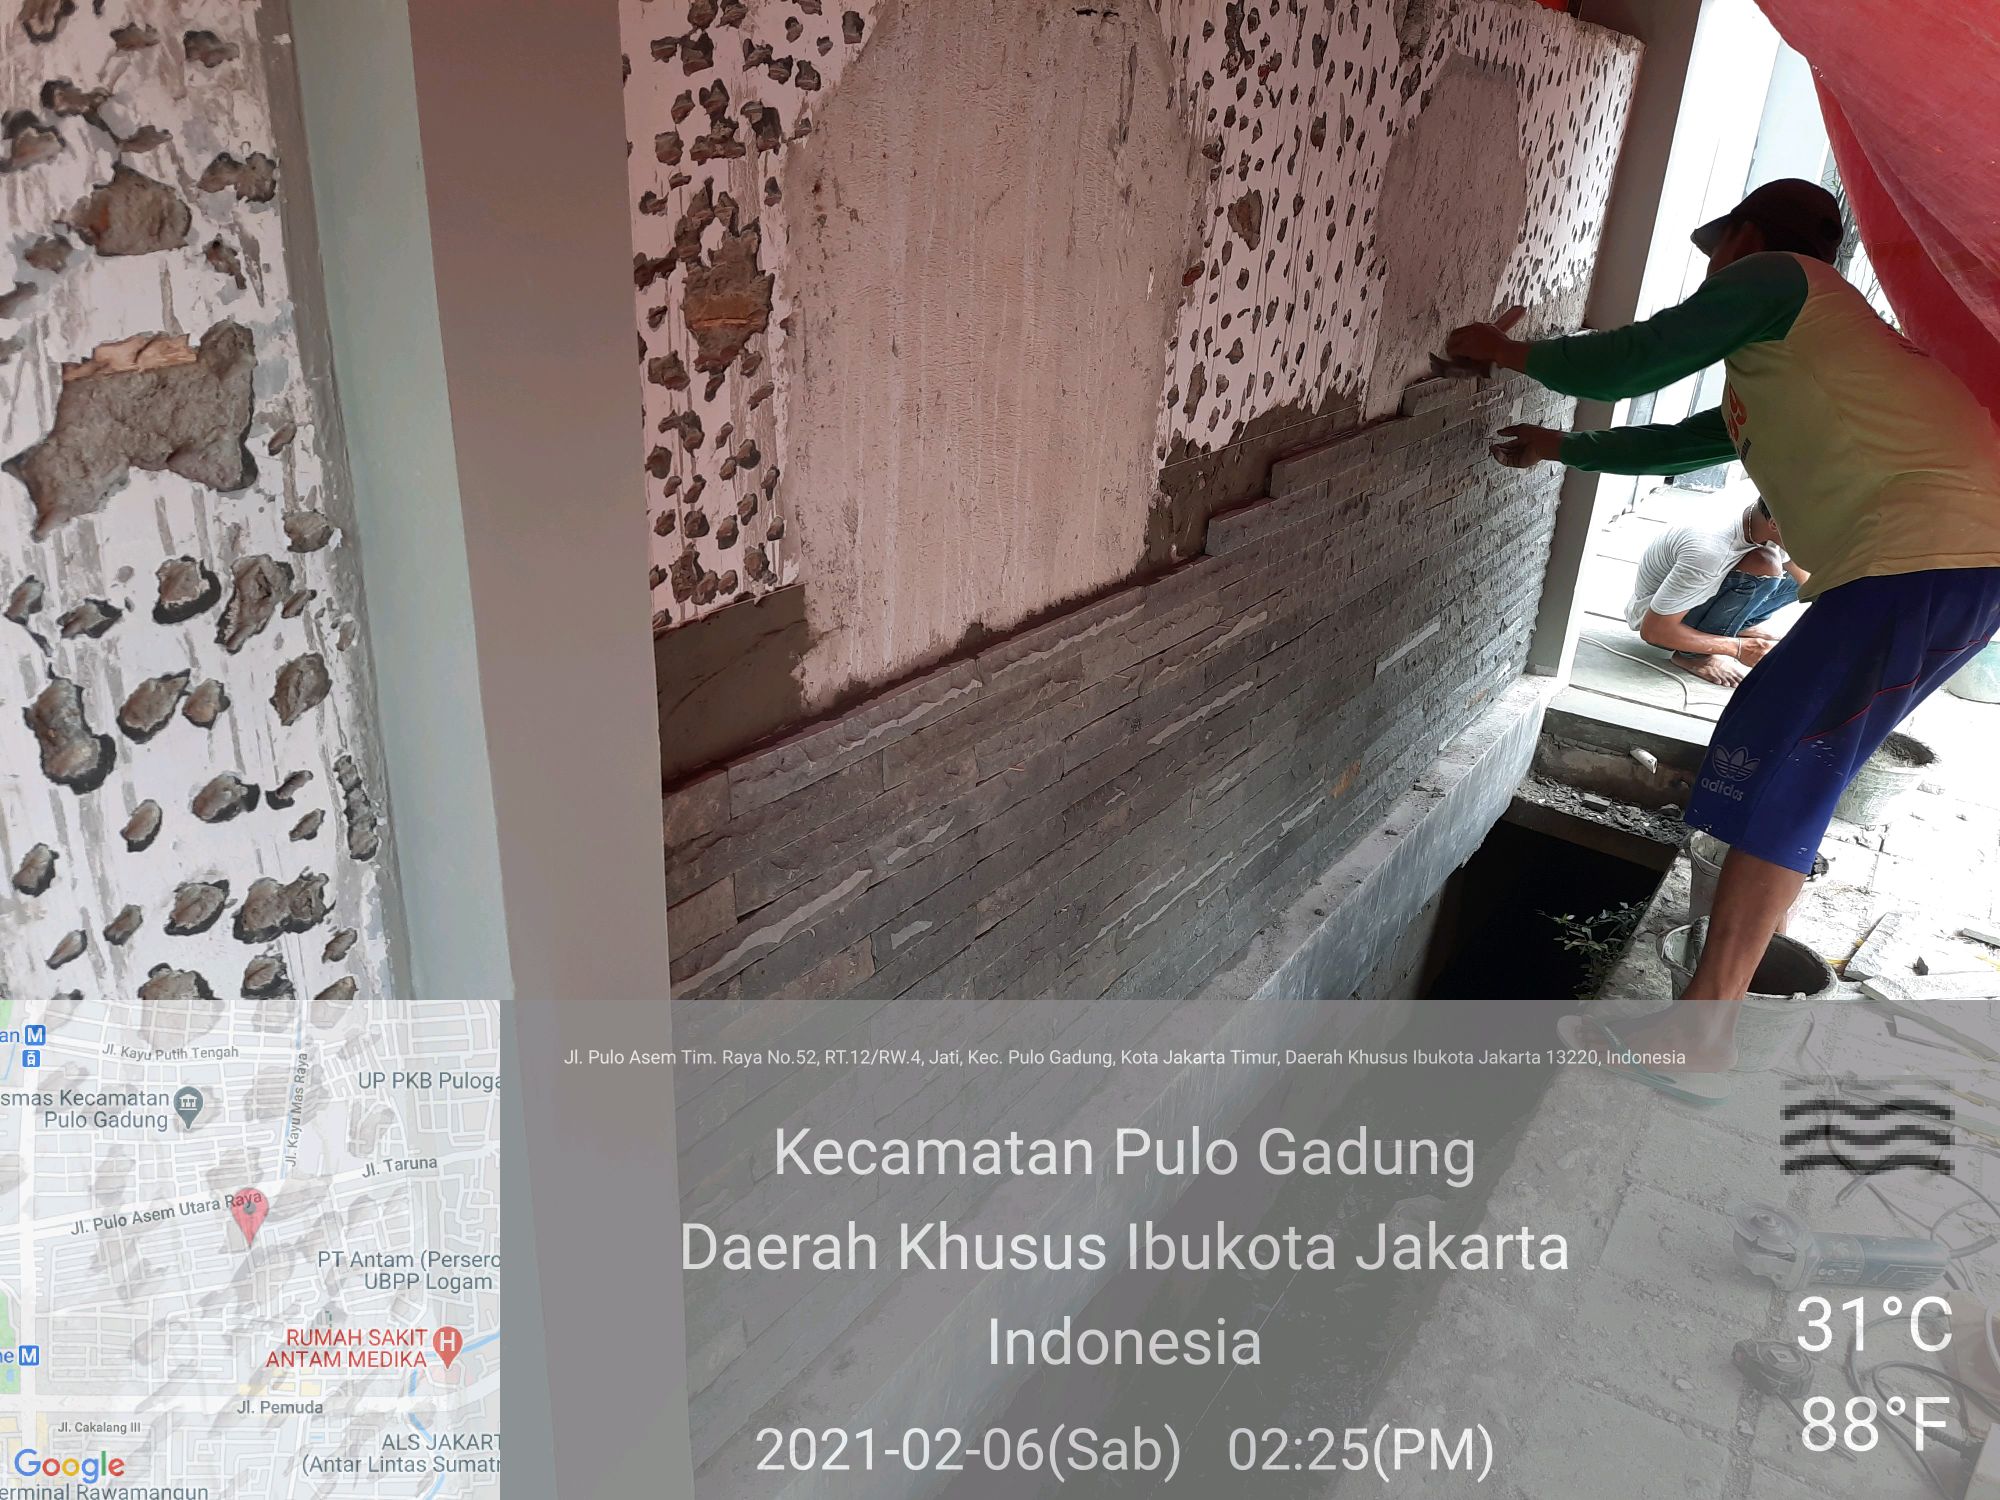 Jl. Pulo Asem Tim. Raya No.52, RT.12/RW.4, Jati, Kec. Pulo Gadung, Kota Jakarta Timur, Daerah Khusus Ibukota Jakarta 13220, Indonesia
Kecamatan Pulo Gadung
Daerah Khusus Ibukota Jakarta
Indonesia
2021-02-06(Sab) 02:25(PM)
31°C
88°F
an M
Jl. Kayu Putih Tengah
Jl. Kayu Mas Raya
UP PKB Puloga
smas Kecamatan
Pulo Gadung
Jl. Taruna
Jl. Pulo Asem Utara Raya
PT Antam (Persero
UBPP Logam
RUMAH SAKIT
ANTAM MEDIKA
H
ne M
Jl. Pemuda
Jl. Cakalang III
ALS JAKART
(Antar Lintas Sumatr
Google
erminal Rawamangun
adidas